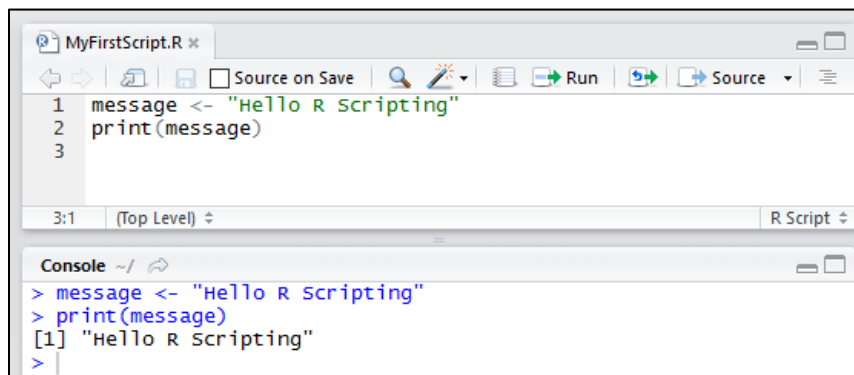 MyFirstScript.R
Source on Save Run Source
1 message <- "Hello R Scripting"
2 print(message)
3
3:1 (Top Level) R Script
Console ~/
> message <- "Hello R Scripting"
> print(message)
[1] "Hello R Scripting"
>